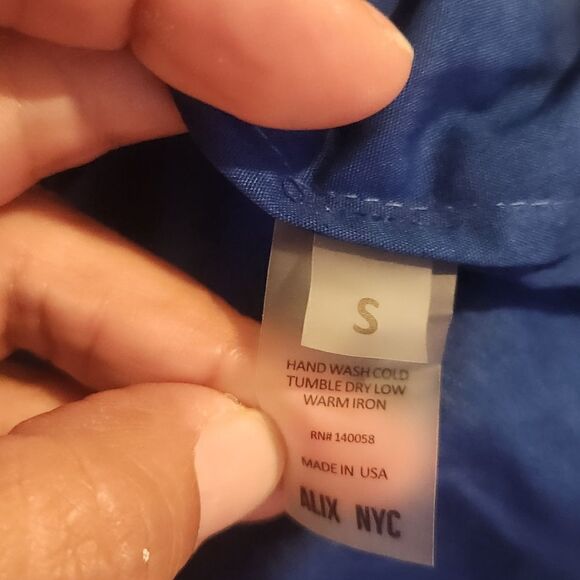 S
HAND WASH COLD
TUMBLE DRY LOW
WARM IRON
RN# 140058
MADE IN USA
ALIX NYC